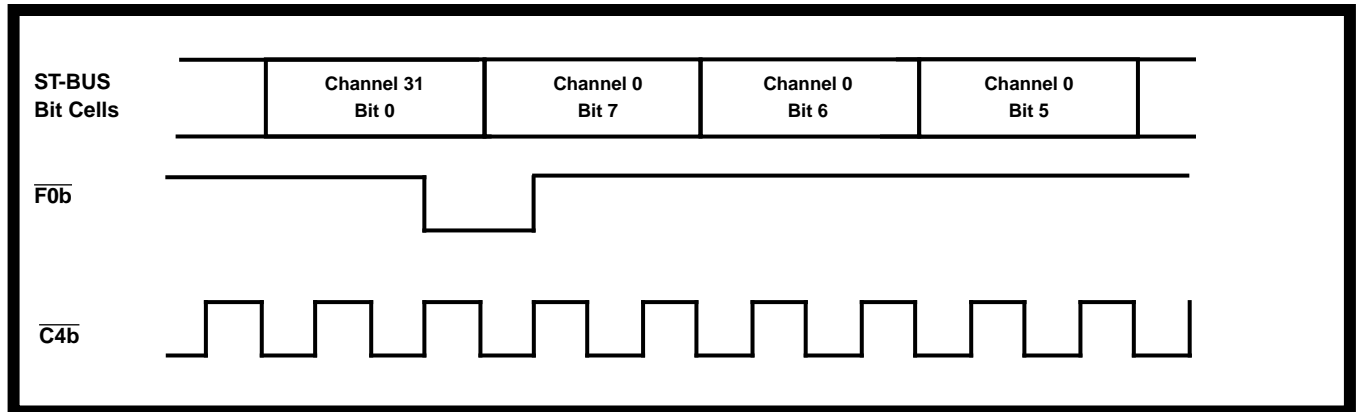 ST-BUS
Bit Cells
Channel 31
Bit 0
Channel 0
Bit 7
Channel 0
Bit 6
Channel 0
Bit 5
F0b
C4b